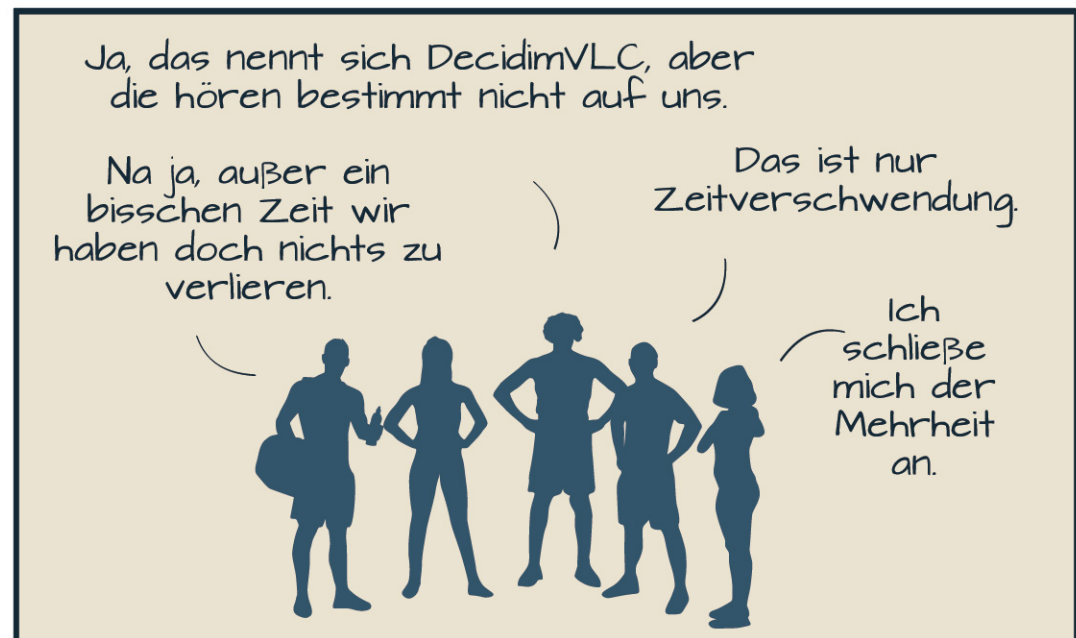 Ja, das nennt sich DecidimVLC, aber
die hören bestimmt nicht auf uns.
Na ja, außer ein
bisschen Zeit wir
haben doch nichts zu
verlieren.
Das ist nur
Zeitverschwendung.
Ich
schließe
mich der
Mehrheit
an.